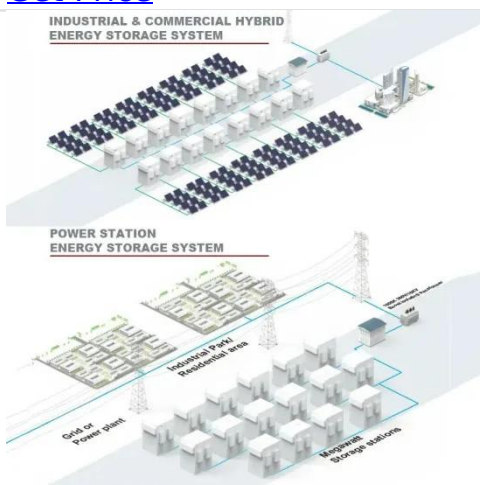 INDUSTRIAL & COMMERCIAL HYBRID
ENERGY STORAGE SYSTEM
POWER STATION
ENERGY STORAGE SYSTEM
Industrial Park/
Residential area
Grid or
Power plant
Megawatt
Storage stations